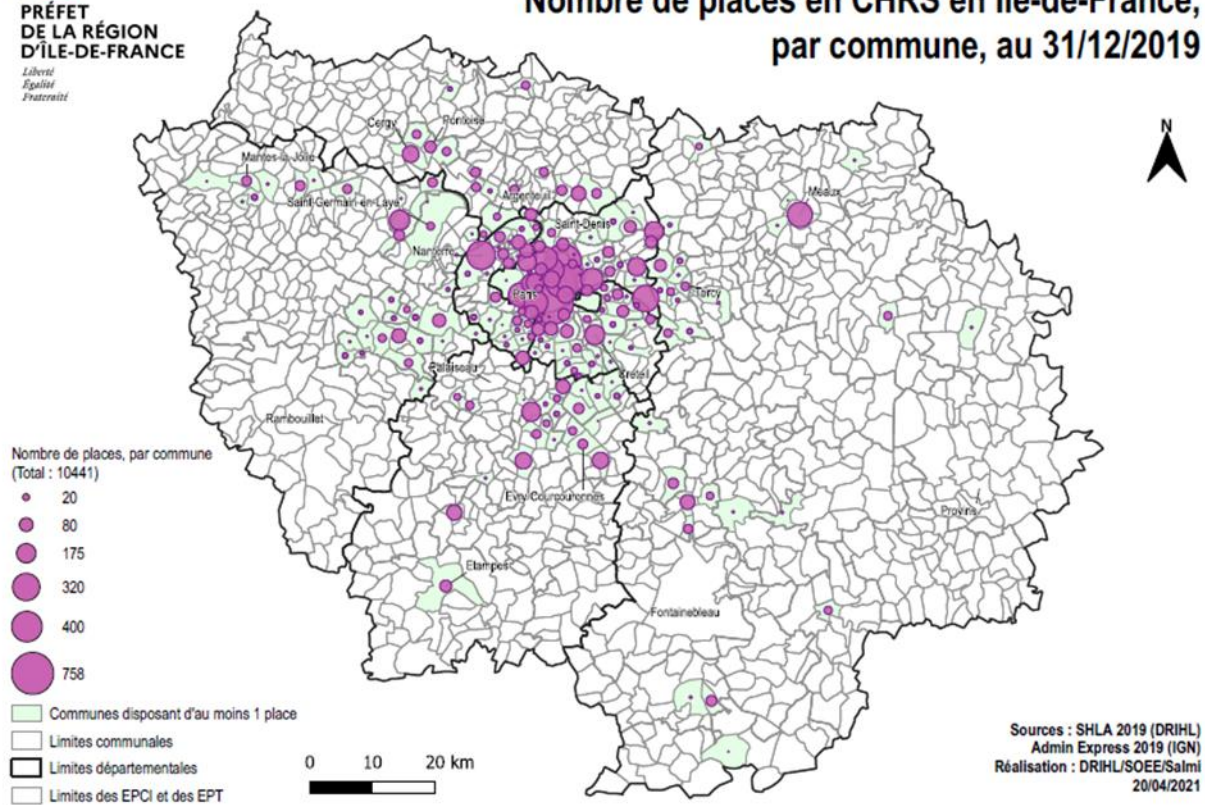 PRÉFET
DE LA RÉGION
D'ÎLE-DE-FRANCE
Liberté
Égalité
Fraternité
Nombre de places en CHRS en Île-de-France,
par commune, au 31/12/2019
N
Cergy
Pontoise
Mantes-la-Jolie
Meaux
Argenteuil
Saint-Germain-en-Laye
Saint-Denis
Nanterre
Paris
Torcy
Palaiseau
Créteil
Rambouillet
Evry-Courcouronnes
Provins
Etampes
Fontainebleau
Nombre de places, par commune
(Total : 10441)
20
80
175
320
400
758
Communes disposant d'au moins 1 place
Limites communales
Limites départementales
Limites des EPCI et des EPT
0 10 20 km
Sources : SHLA 2019 (DRIHL)
Admin Express 2019 (IGN)
Réalisation : DRIHL/SOEE/Salmi
20/04/2021